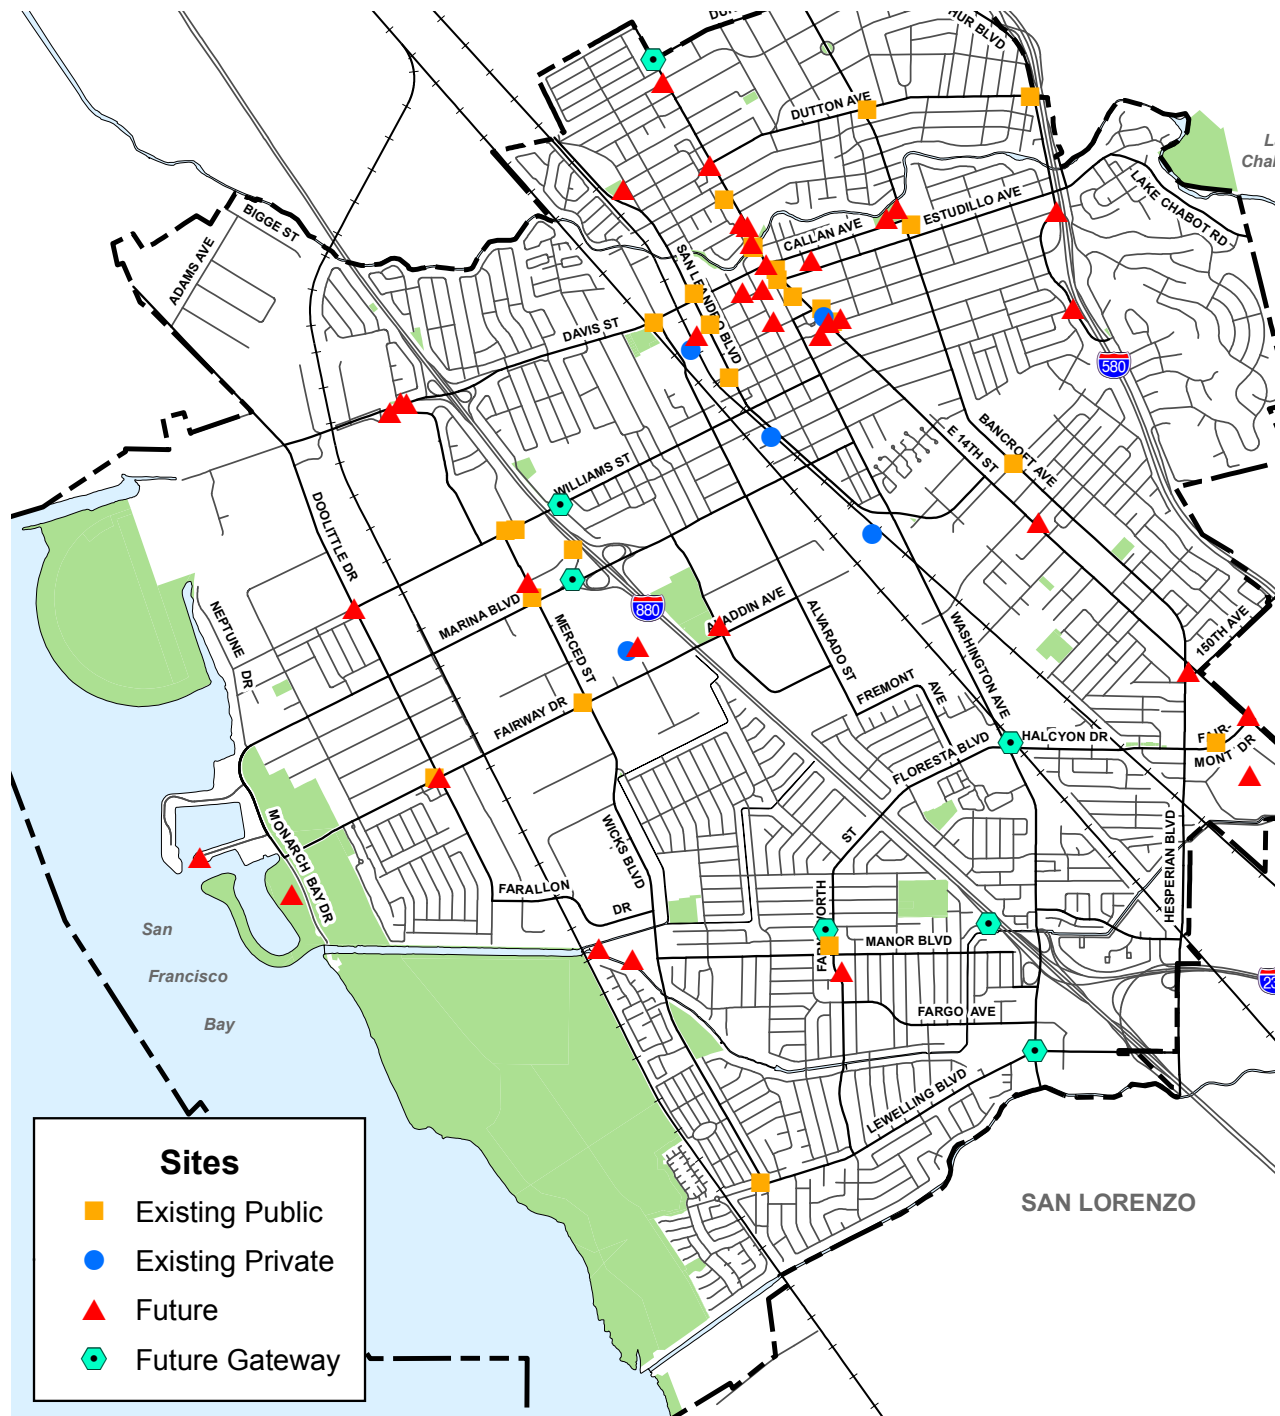 HUR BLVD
DUTTON AVE
LAKE CHABOT RD
ESTUDILLO AVE
CALLAN AVE
BIGGE ST
ADAMS AVE
SAN LEANDRO BLVD
DAVIS ST
580
BANCROFT AVE
E 14TH ST
WILLIAMS ST
DOOLITTLE DR
NEPTUNE DR
MARINA BLVD
880
MERCED ST
ALADDIN AVE
ALVARADO ST
WASHINGTON AVE
150TH AVE
FREMONT AVE
FAIRWAY DR
FLORESTA BLVD
HALCYON DR
FAIR-
MONT DR
MONARCH BAY DR
WICKS BLVD
HESPERIAN BLVD
ST
FARALLON DR
MANOR BLVD
San
Francisco
Bay
FARGO AVE
LEWELLING BLVD
SAN LORENZO
Sites
Existing Public
Existing Private
Future
Future Gateway